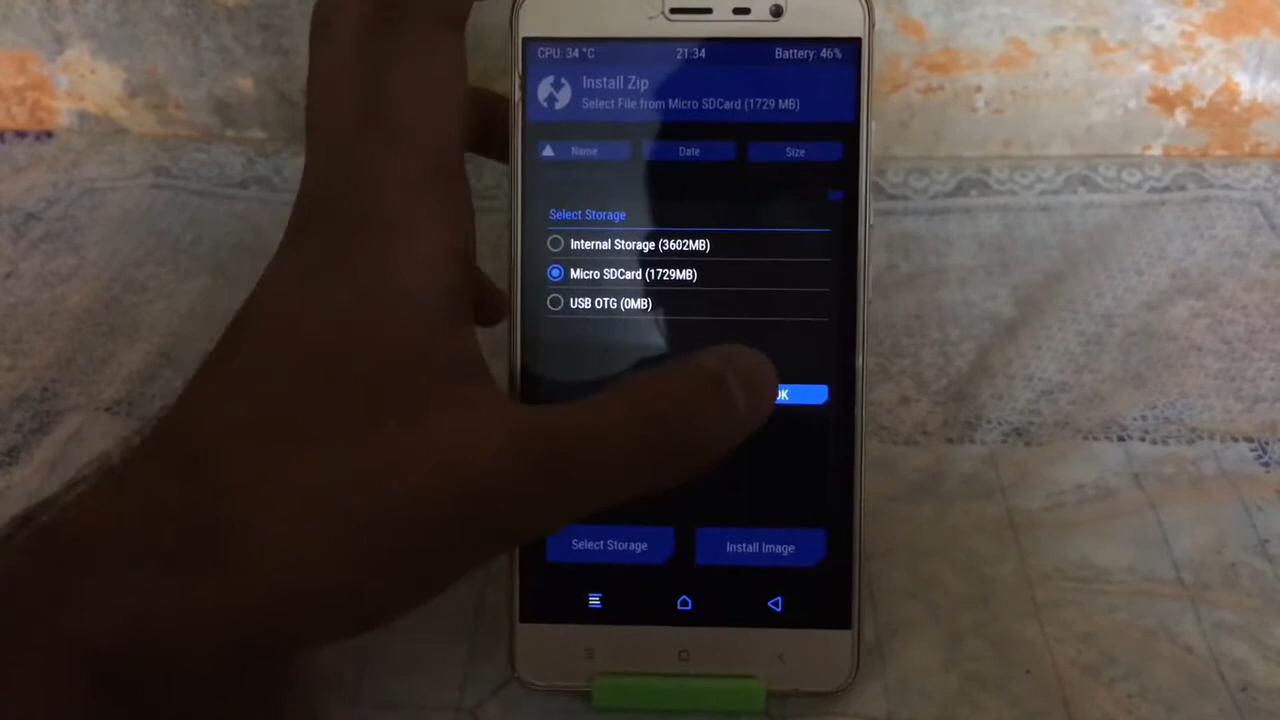 CPU: 34 °C 21:34 Battery: 46%
Install Zip
Select File from Micro SDCard (1729 MB)
Name Date Size
Select Storage
Internal Storage (3602MB)
Micro SDCard (1729MB)
USB OTG (0MB)
OK
Select Storage Install Image